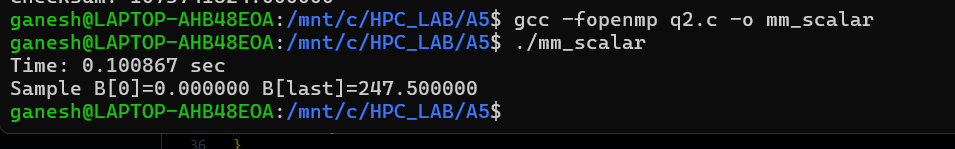 ganesh@LAPTOP-AHB48EOA:/mnt/c/HPC_LAB/A5$ gcc -fopenmp q2.c -o mm_scalar
ganesh@LAPTOP-AHB48EOA:/mnt/c/HPC_LAB/A5$ ./mm_scalar
Time: 0.100867 sec
Sample B[0]=0.000000 B[last]=247.500000
ganesh@LAPTOP-AHB48EOA:/mnt/c/HPC_LAB/A5$
36 }